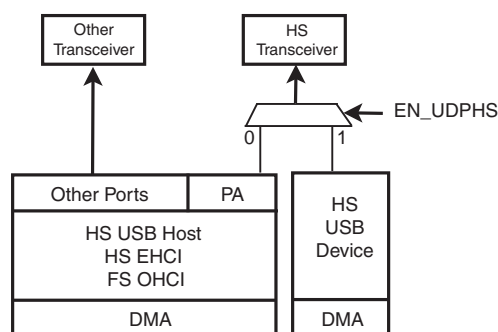 Other
Transceiver
HS
Transceiver
EN_UDPHS
0
1
Other Ports
PA
HS USB Host
HS EHCI
FS OHCI
DMA
HS
USB
Device
DMA